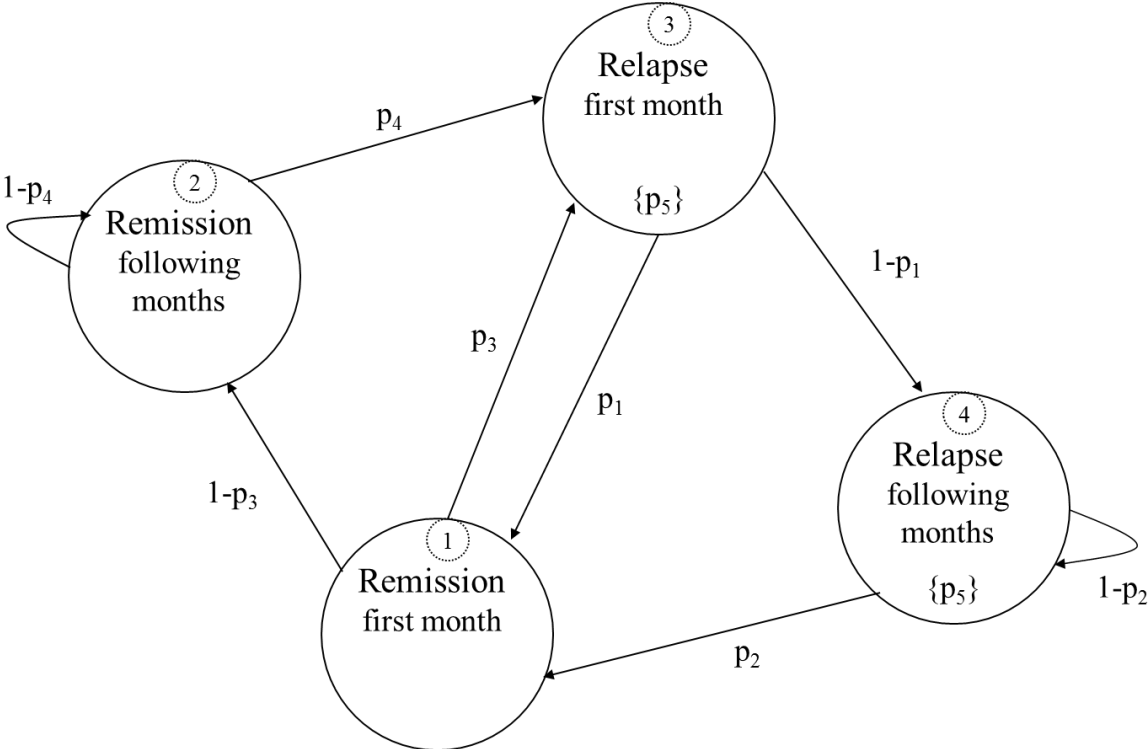 3
Relapse
first month
{p₅}
p₄
2
Remission
following
months
1-p₄
1-p₁
p₃
p₁
4
Relapse
following
months
{p₅}
1-p₂
1-p₃
1
Remission
first month
p₂